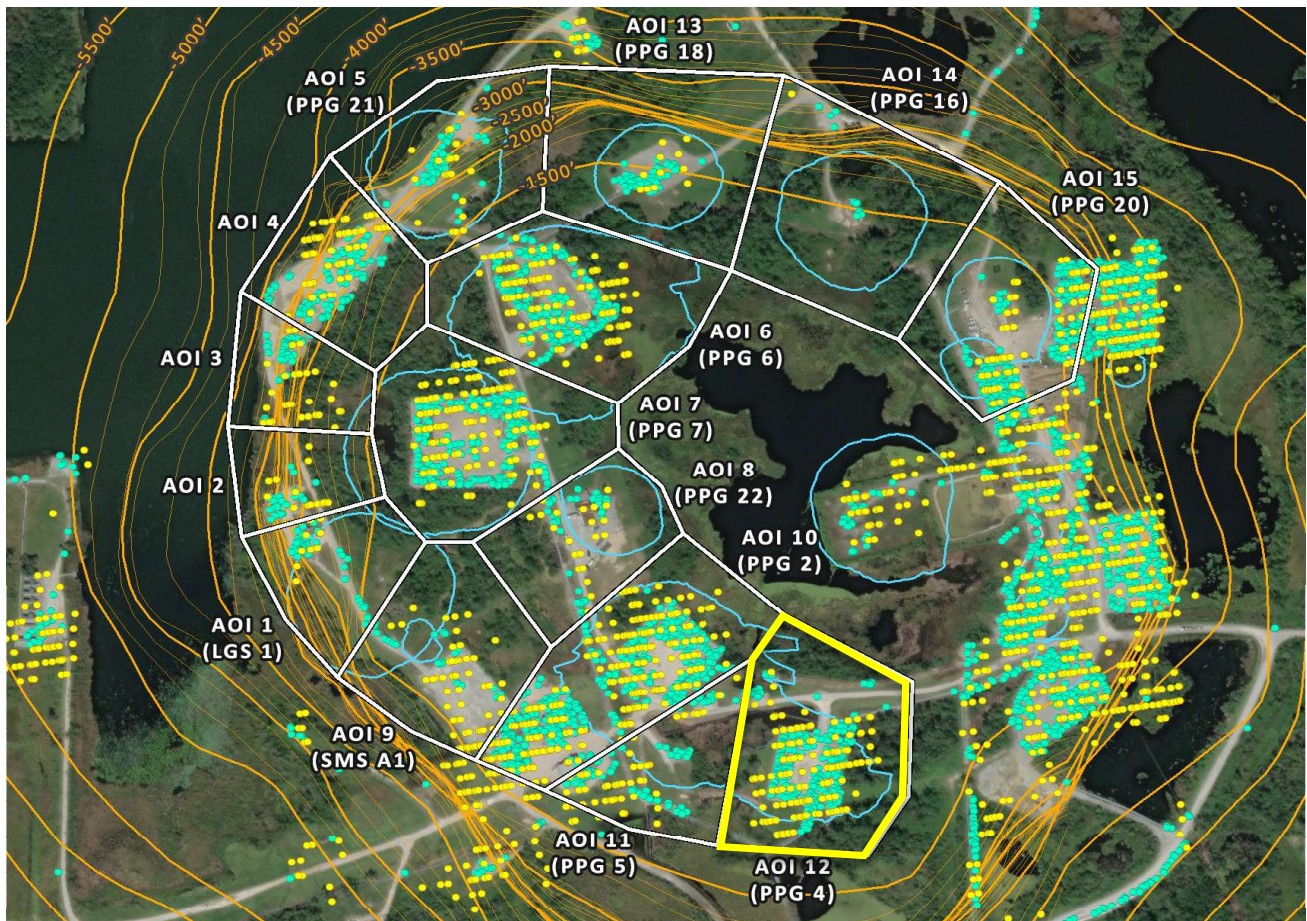 -5500'
-5000'
-4500'
-4000'
-3500'
-3000'
-2500'
-2000'
-1500'
AOI 13
(PPG 18)
AOI 5
(PPG 21)
AOI 14
(PPG 16)
AOI 15
(PPG 20)
AOI 4
AOI 3
AOI 6
(PPG 6)
AOI 7
(PPG 7)
AOI 2
AOI 8
(PPG 22)
AOI 10
(PPG 2)
AOI 1
(LGS 1)
AOI 9
(SMS A1)
AOI 11
(PPG 5)
AOI 12
(PPG 4)